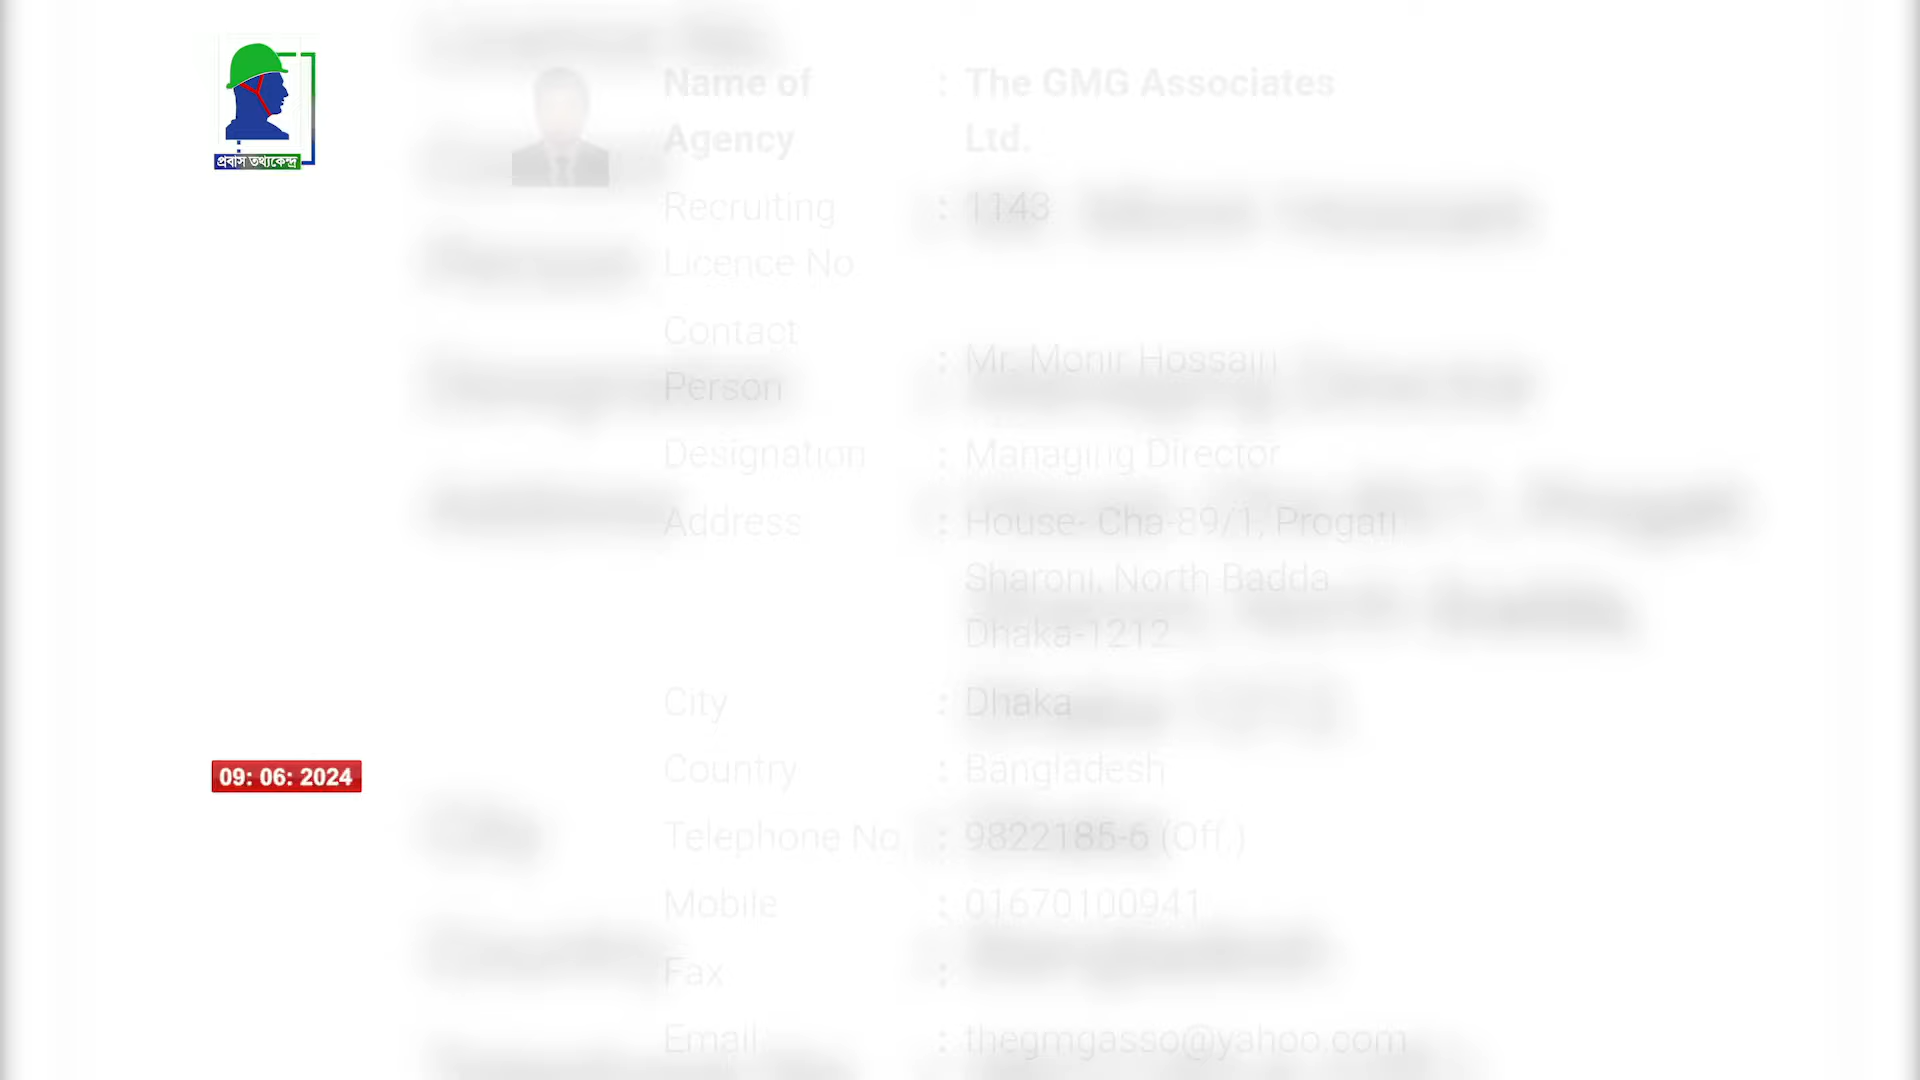 প্রবাস তথ্যকেন্দ্র
Name of : The GMG Associates
Agency Ltd.
Recruiting : 1143
Licence No
Contact
Person : Mr. Monir Hossain
Designation : Managing Director
Address : House- Cha-89/1, Progati
Sharoni, North Badda
Dhaka-1212
City : Dhaka
Country : Bangladesh
09: 06: 2024
Telephone No : 9822185-6 (Off.)
Mobile : 01670100941
Fax :
Email : thegmgasso@yahoo.com